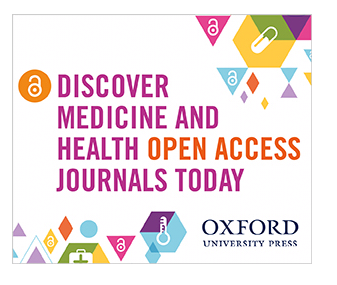 DISCOVER
MEDICINE AND
HEALTH OPEN ACCESS
JOURNALS TODAY
OXFORD
UNIVERSITY PRESS